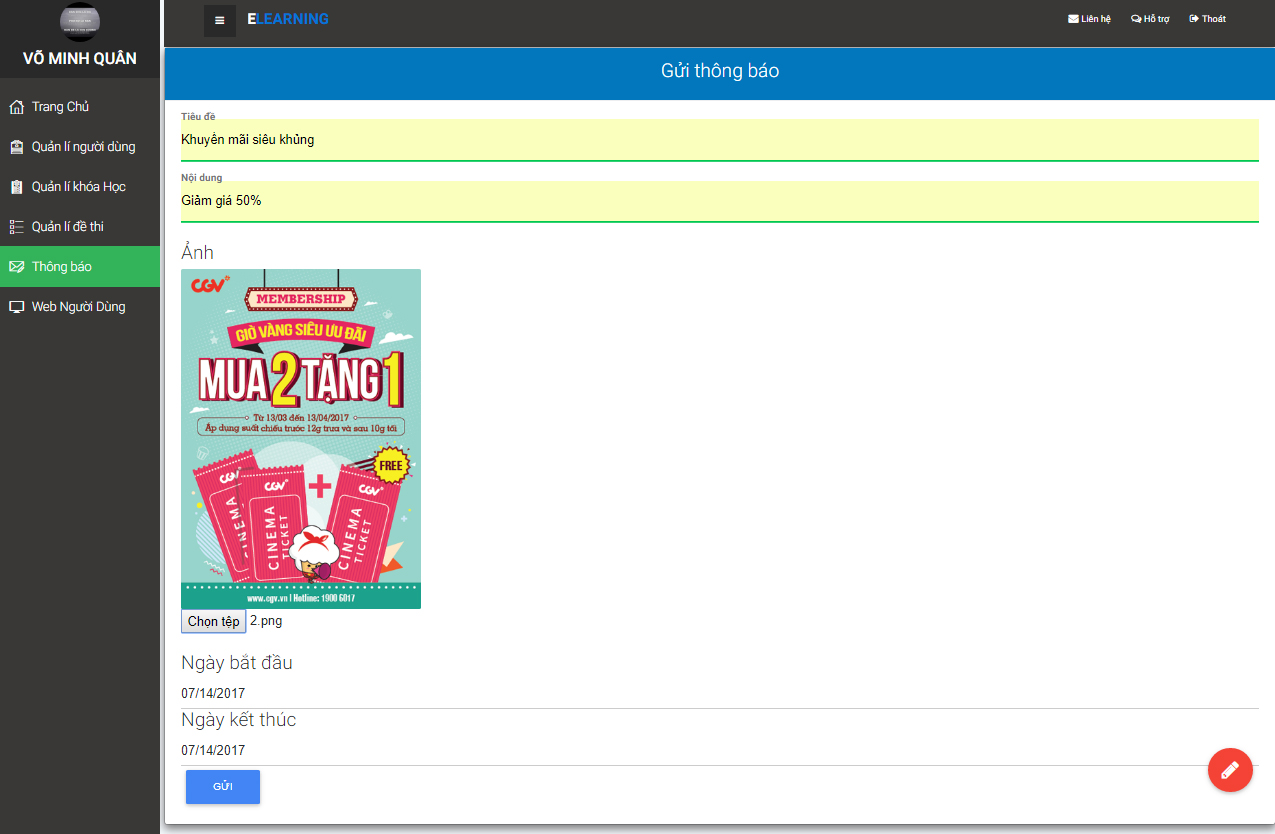 VÕ MINH QUÂN
Trang Chủ
Quản lí người dùng
Quản lí khóa Học
Quản lí đề thi
Thông báo
Web Người Dùng
ELEARNING
Liên hệ
Hỗ trợ
Thoát
Gửi thông báo
Tiêu đề
Khuyến mãi siêu khủng
Nội dung
Giảm giá 50%
Ảnh
CGV
MEMBERSHIP
GIỜ VÀNG SIÊU ƯU ĐÃI
MUA 2 TẶNG 1
Từ 13/03 đến 13/04/2017
Áp dụng suất chiếu trước 12g trưa và sau 10g tối
FREE
CGV
CGV
CGV
CINEMA
CINEMA TICKET
CINEMA TICKET
www.cgv.vn | Hotline: 1900 6017
Chọn tệp 2.png
Ngày bắt đầu
07/14/2017
Ngày kết thúc
07/14/2017
GỬI